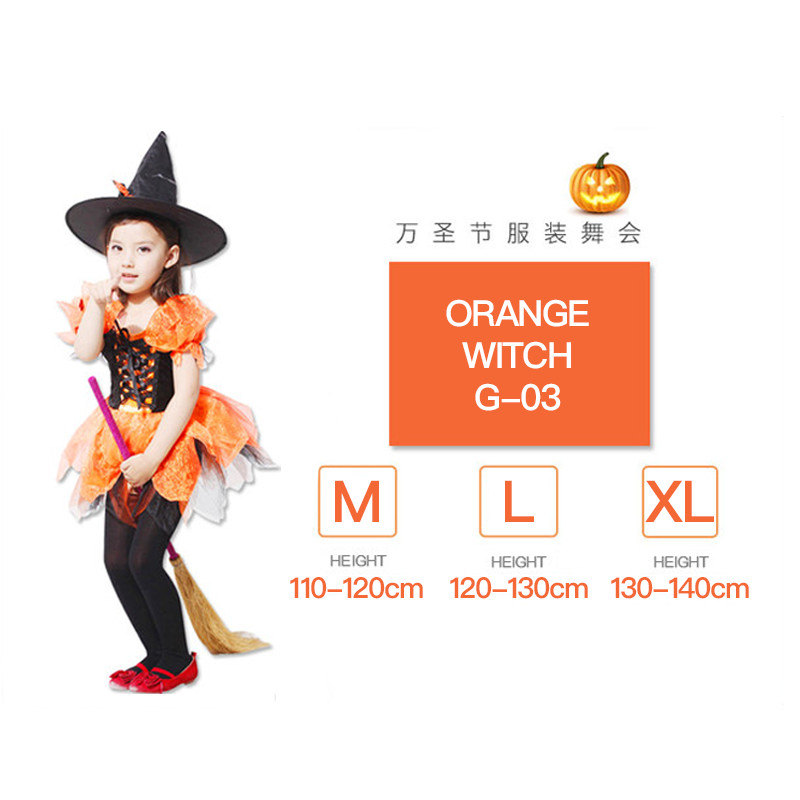 万圣节服装舞会
ORANGE
WITCH
G-03
M L XL
HEIGHT HEIGHT HEIGHT
110-120cm 120-130cm 130-140cm